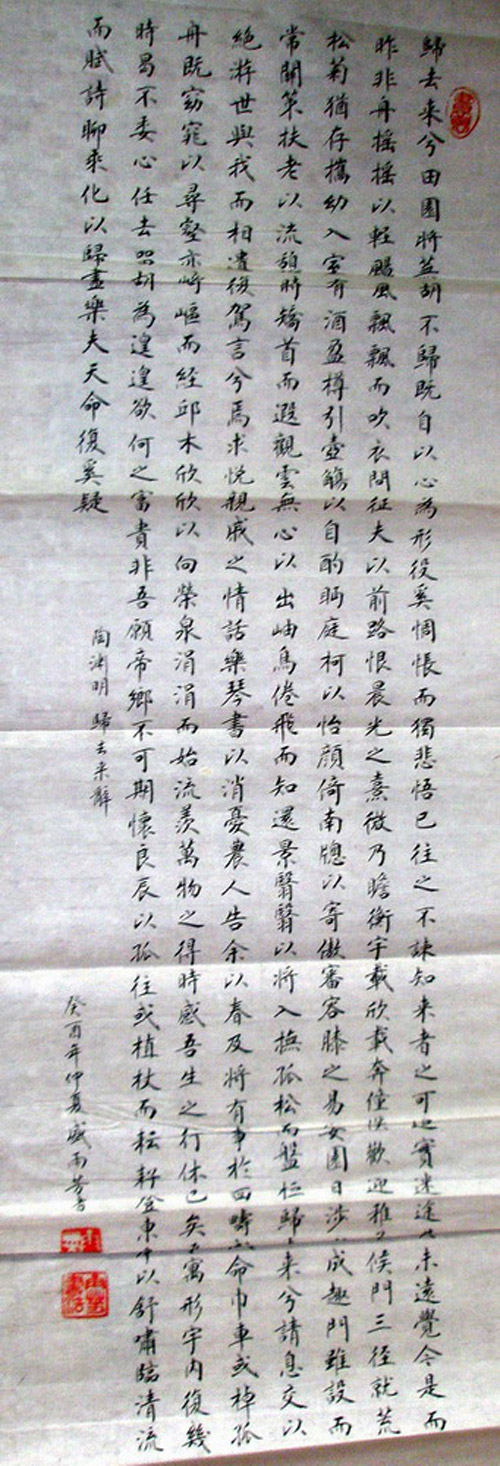 歸去來兮田園將蕪胡不歸既自以心為形役奚惆悵而獨悲悟已往之不諫知来者之可追實迷途其未遠覺今是而
昨非舟摇摇以輕颺風飄飄而吹衣問征夫以前路恨晨光之熹微乃瞻衡宇載欣載奔僮僕歡迎稚子候門三徑就荒
松菊猶存攜幼入室有酒盈樽引壺觴以自酌眄庭柯以怡顔倚南牕以寄傲審容膝之易安園日涉成趣門雖設而
常關策扶老以流憩時矯首而遐觀雲無心以出岫鳥倦飛而知還景翳翳以將入撫孤松而盤桓歸去来兮請息交以
絶游世與我而相遺復駕言兮焉求悦親戚之情話樂琴書以消憂農人告余以春及將有事於西疇或命巾車或棹孤
舟既窈窕以尋壑亦崎嶇而经邱木欣欣以向榮泉涓涓而始流羡萬物之得時感吾生之行休已矣乎寓形宇内復幾
時曷不委心任去留胡為遑遑欲何之富貴非吾願帝鄉不可期懷良辰以孤往或植杖而耘耔登東皋以舒嘯臨清流
而賦詩聊乘化以歸盡樂夫天命復奚疑
陶渊明歸去来辭
癸酉年仲夏戚雨芳書